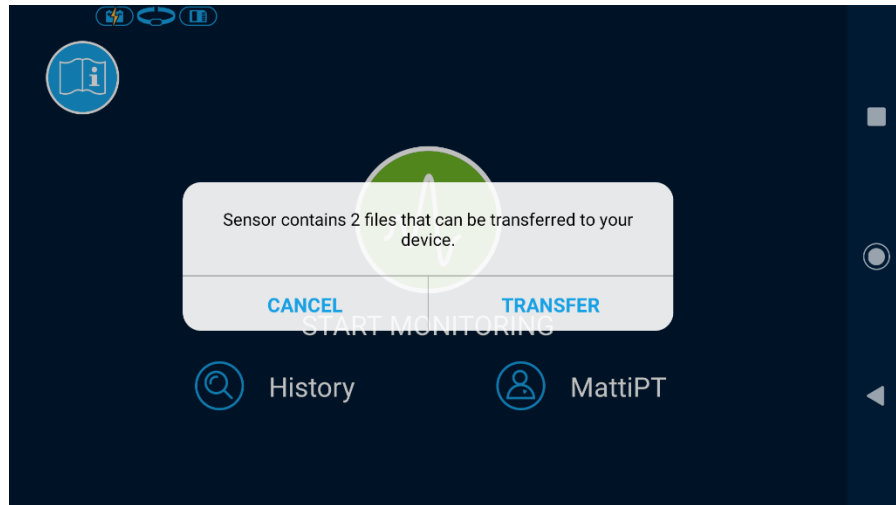 Sensor contains 2 files that can be transferred to your
device.
CANCEL
TRANSFER
START MONITORING
History
MattiPT